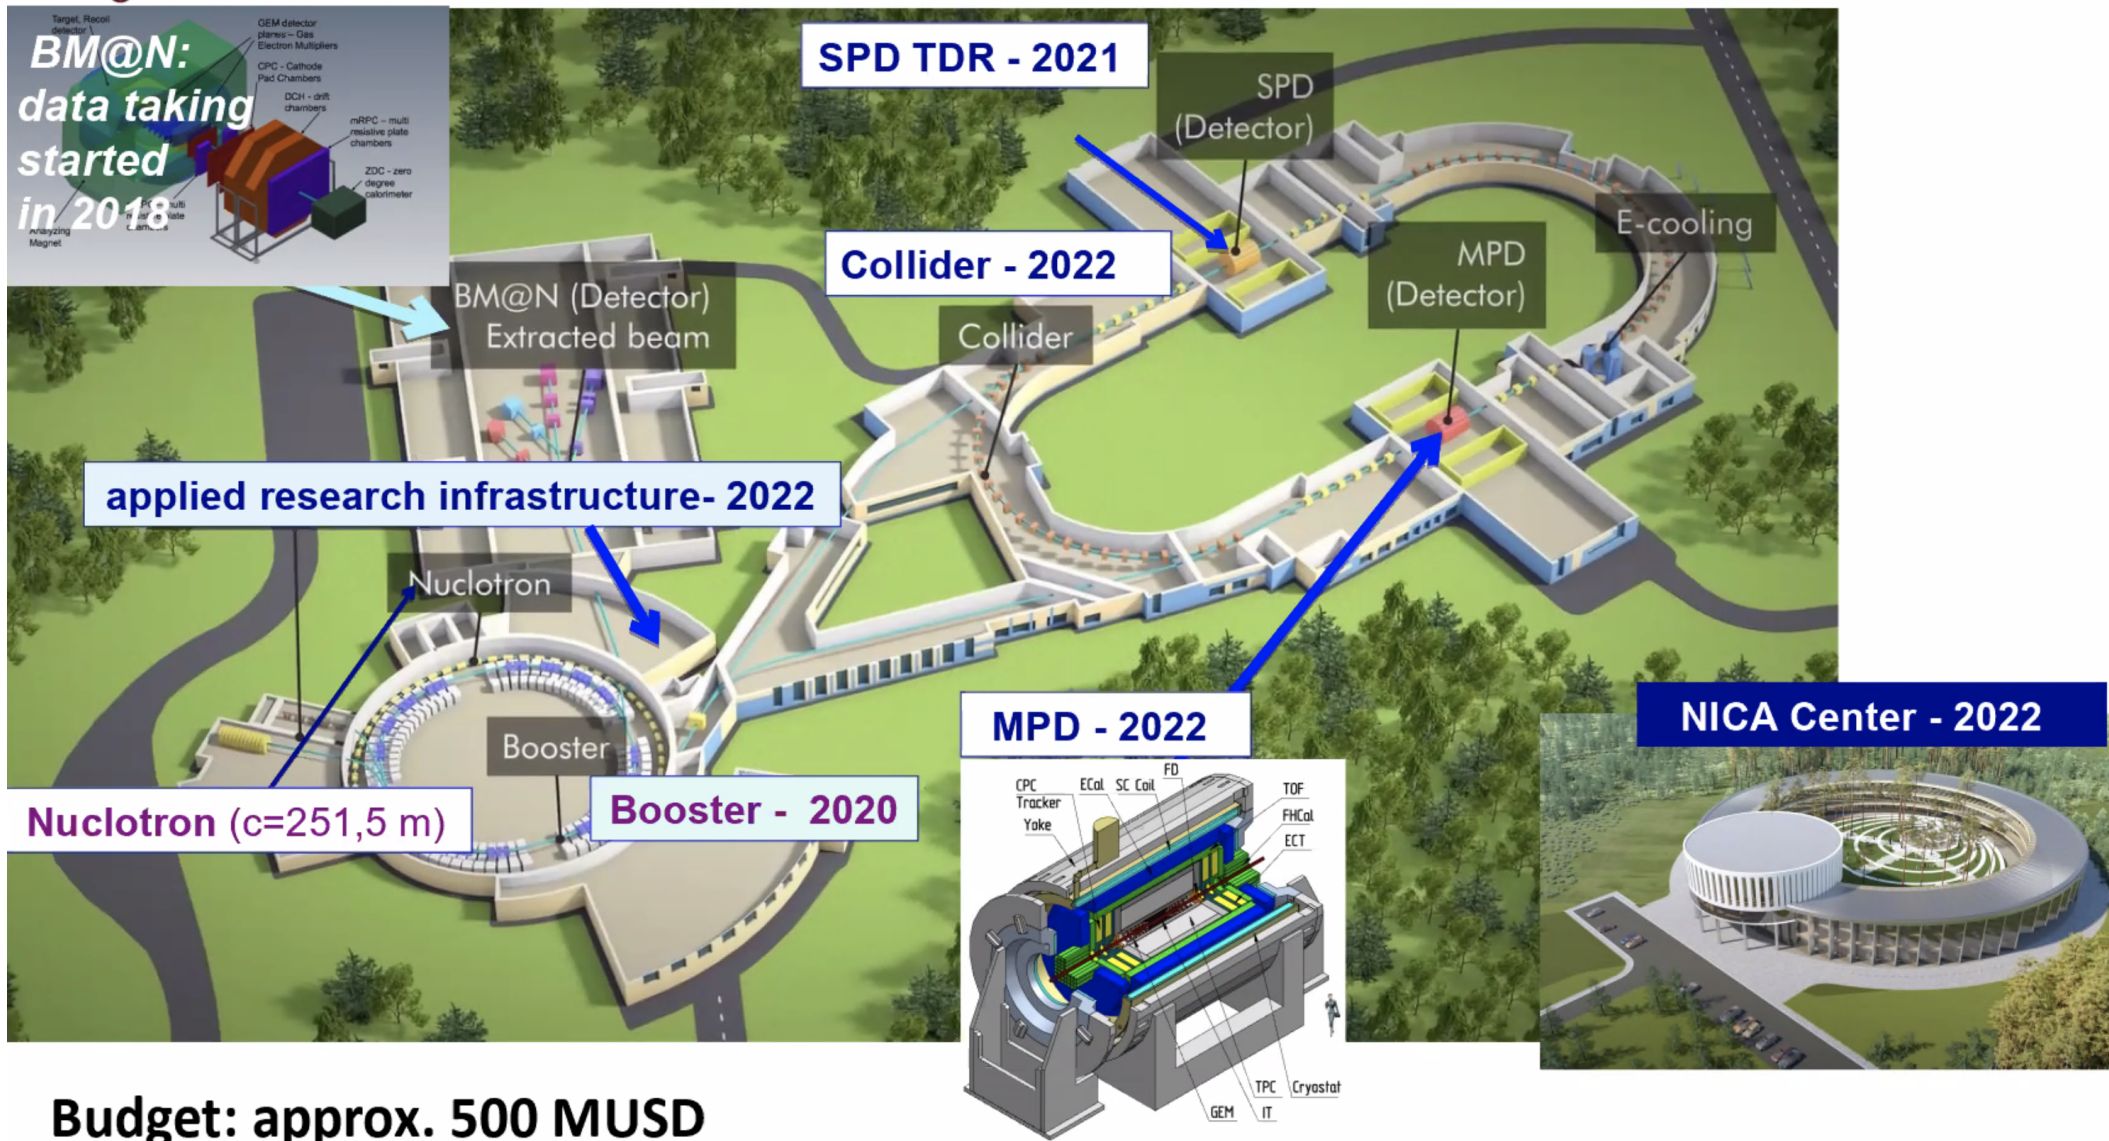 Target, Recoil
detector
GEM detector
planes – Gas
Electron Multipliers
CPC - Cathode
Pad Chambers
DCH - drift
chambers
mRPC – multi
resistive plate
chambers
ZDC - zero
degree
calorimeter
Analyzing
Magnet
BM@N:
data taking
started
in 2018
SPD TDR - 2021
SPD
(Detector)
Collider - 2022
E-cooling
MPD
(Detector)
BM@N (Detector)
Extracted beam
Collider
applied research infrastructure- 2022
Nuclotron
Booster
Nuclotron (c=251,5 m)
Booster - 2020
MPD - 2022
NICA Center - 2022
CPC
Tracker
Yoke
ECal
SC Coil
FD
TOF
FHCal
ECT
TPC
Cryostat
GEM
IT
Budget: approx. 500 MUSD